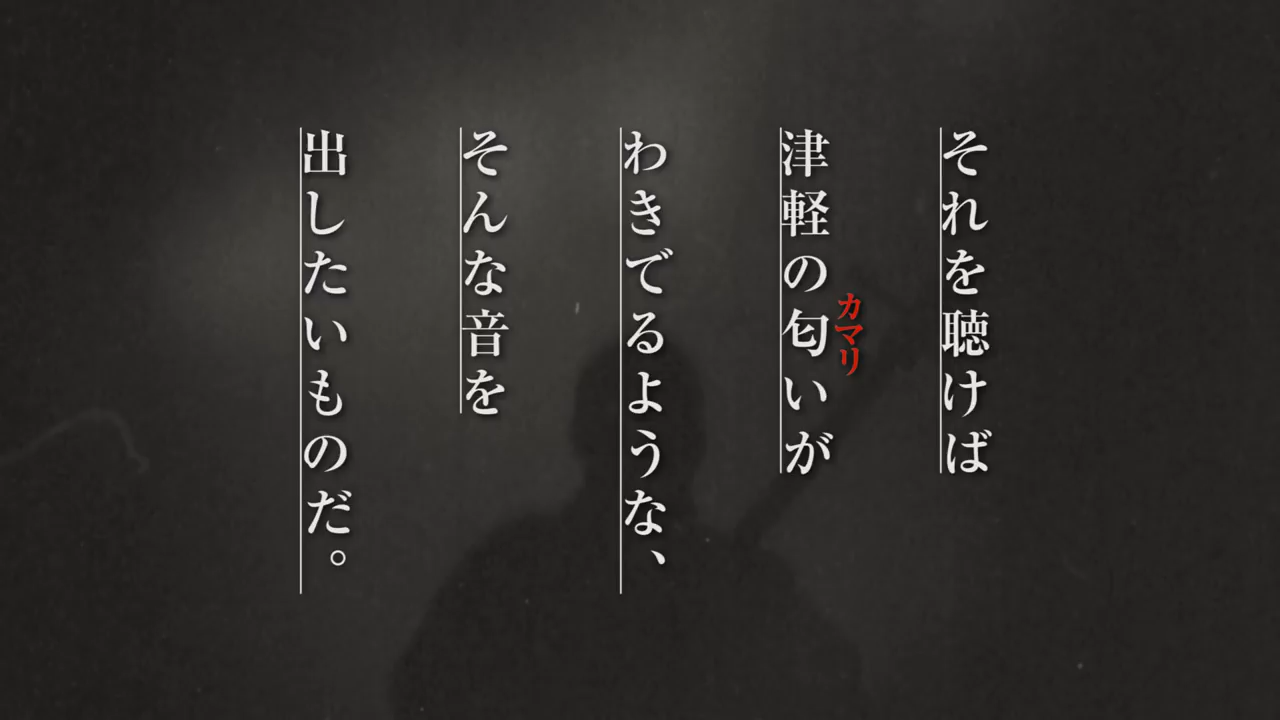 それを聴けば
津軽の匂いが
カマリ
わきでるような、
そんな音を
出したいものだ。